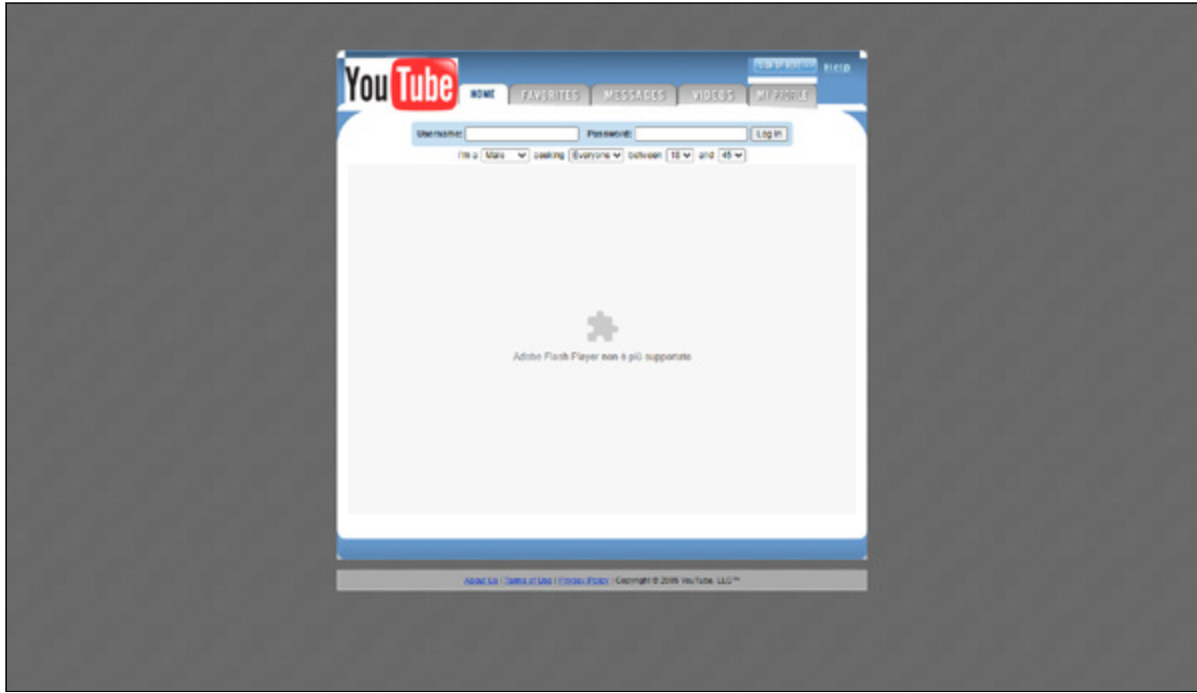 YouTube
Help
HOME FAVORITES MESSAGES VIDEOS MY PROFILE
Username: Password: Log In
I'm a Male seeking Everyone between 18 and 45
Adobe Flash Player non è più supportato
About Us | Terms of Use | Privacy Policy | Copyright © 2005 YouTube, LLC™